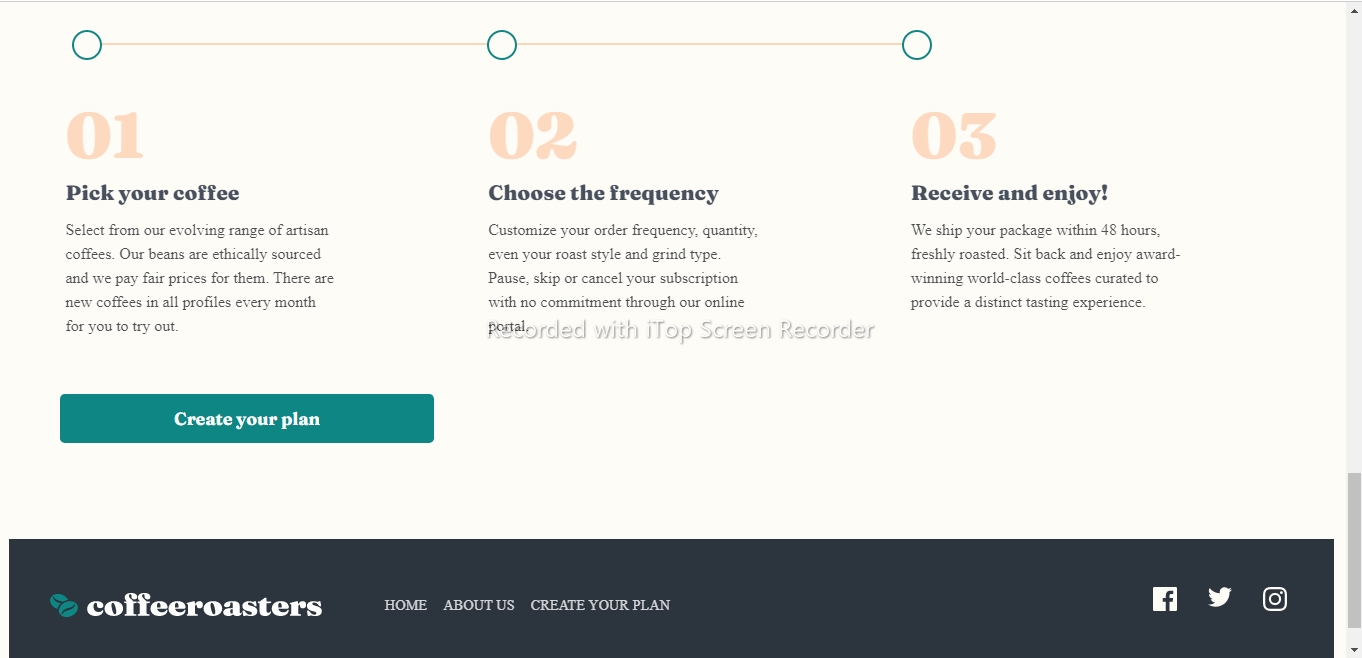 01
02
03
Pick your coffee
Choose the frequency
Receive and enjoy!
Select from our evolving range of artisan
coffees. Our beans are ethically sourced
and we pay fair prices for them. There are
new coffees in all profiles every month
for you to try out.
Customize your order frequency, quantity,
even your roast style and grind type.
Pause, skip or cancel your subscription
with no commitment through our online
portal.
We ship your package within 48 hours,
freshly roasted. Sit back and enjoy award-
winning world-class coffees curated to
provide a distinct tasting experience.
Recorded with iTop Screen Recorder
Create your plan
coffeeroasters
HOME ABOUT US CREATE YOUR PLAN